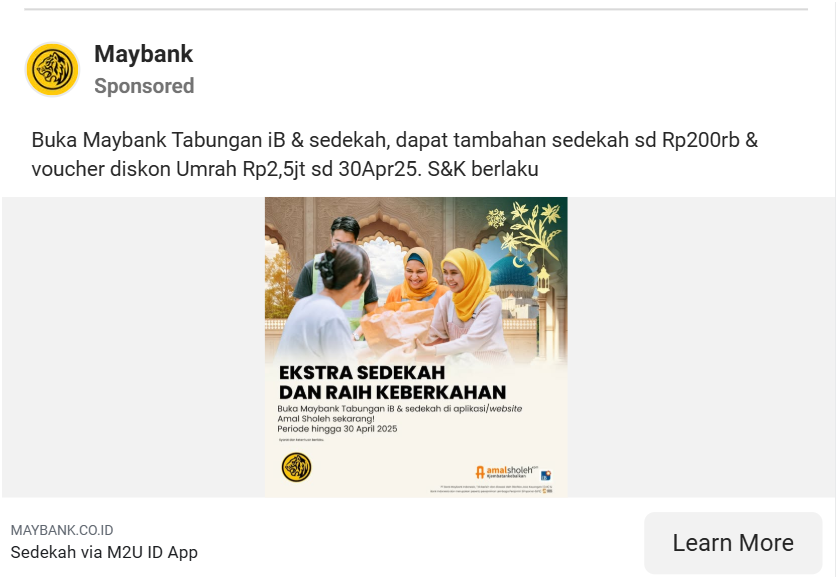 Maybank
Sponsored
Buka Maybank Tabungan iB & sedekah, dapat tambahan sedekah sd Rp200rb &
voucher diskon Umrah Rp2,5jt sd 30Apr25. S&K berlaku
EKSTRA SEDEKAH
DAN RAIH KEBERKAHAN
Buka Maybank Tabungan iB & sedekah di aplikasi/website
Amal Sholeh sekarang!
Periode hingga 30 April 2025
amalsholeh
MAYBANK.CO.ID
Sedekah via M2U ID App
Learn More